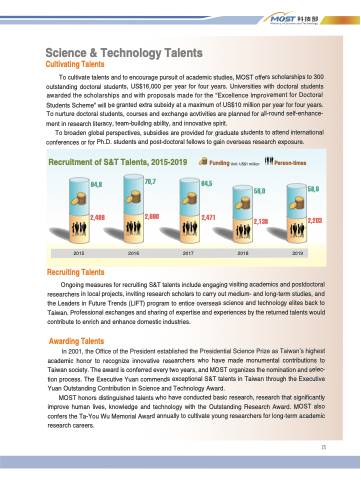 MOST 科技部
Ministry of Science and Technology
Science & Technology Talents
Cultivating Talents
To cultivate talents and to encourage pursuit of academic studies, MOST offers scholarships to 300
outstanding doctoral students, US$16,000 per year for four years. Universities with doctoral students
awarded the scholarships and with proposals made for the "Excellence Improvement for Doctoral
Students Scheme" will be granted extra subsidy at a maximum of US$10 million per year for four years.
To nurture doctoral students, courses and exchange activities are planned for all-round self-enhance-
ment in research literacy, team-building ability, and innovative spirit.
To broaden global perspectives, subsidies are provided for graduate students to attend international
conferences or for Ph.D. students and post-doctoral fellows to gain overseas research exposure.
Recruitment of S&T Talents, 2015-2019 Funding Unit: US$1 million Person-times
64,8 70,7 64,5 58,0 58,8
2,660 2,471 2,138 2,203
2015 2016 2017 2018 2019
Recruiting Talents
Ongoing measures for recruiting S&T talents include engaging visiting academics and postdoctoral
researchers in local projects, inviting research scholars to carry out medium- and long-term studies, and
the Leaders in Future Trends (LIFT) program to entice overseas science and technology elites back to
Taiwan. Professional exchanges and sharing of expertise and experiences by the returned talents would
contribute to enrich and enhance domestic industries.
Awarding Talents
In 2001, the Office of the President established the Presidential Science Prize as Taiwan's highest
academic honor to recognize innovative researchers who have made monumental contributions to
Taiwan society. The award is conferred every two years, and MOST organizes the nomination and selec-
tion process. The Executive Yuan commends exceptional S&T talents in Taiwan through the Executive
Yuan Outstanding Contribution in Science and Technology Award.
MOST honors distinguished talents who have conducted basic research, research that significantly
improve human lives, knowledge and technology with the Outstanding Research Award. MOST also
confers the Ta-You Wu Memorial Award annually to cultivate young researchers for long-term academic
research careers.
25